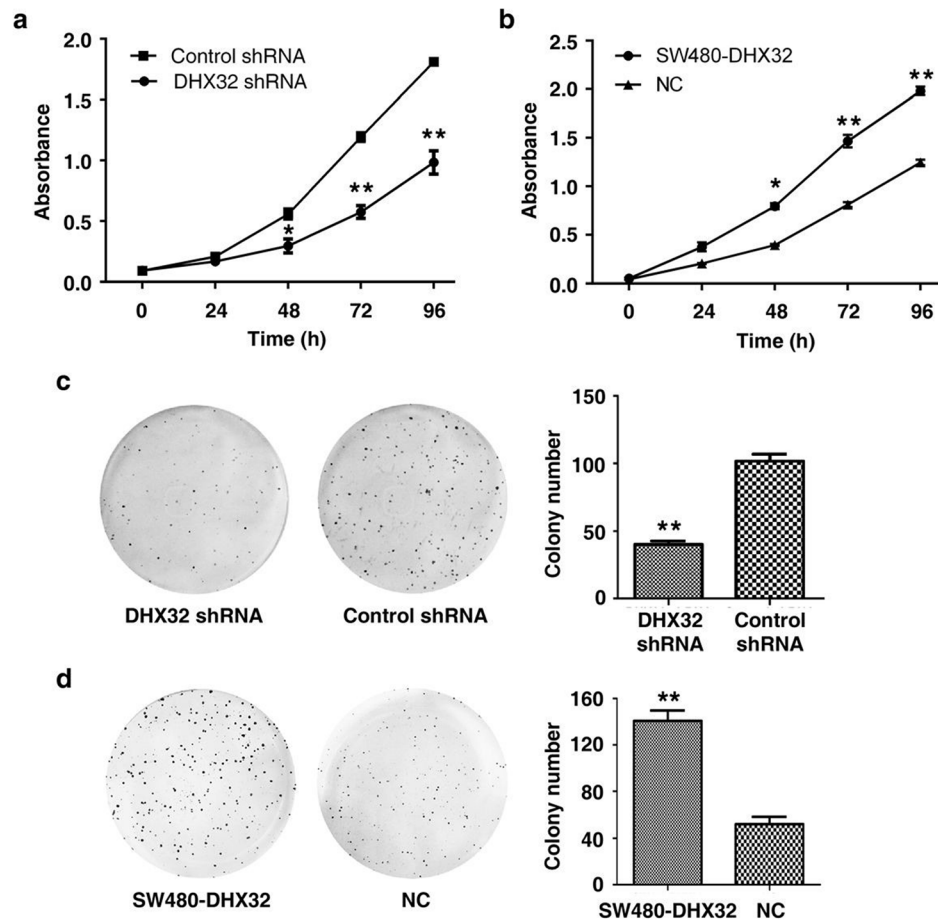 a
2.0
1.5
1.0
0.5
0.0
Absorbance
Control shRNA
DHX32 shRNA
*
**
**
0
24
48
72
96
Time (h)
b
2.5
2.0
1.5
1.0
0.5
0.0
Absorbance
SW480-DHX32
NC
*
**
**
0
24
48
72
96
Time (h)
c
DHX32 shRNA
Control shRNA
150
100
50
0
Colony number
**
DHX32
shRNA
Control
shRNA
d
SW480-DHX32
NC
160
120
80
40
0
Colony number
**
SW480-DHX32
NC